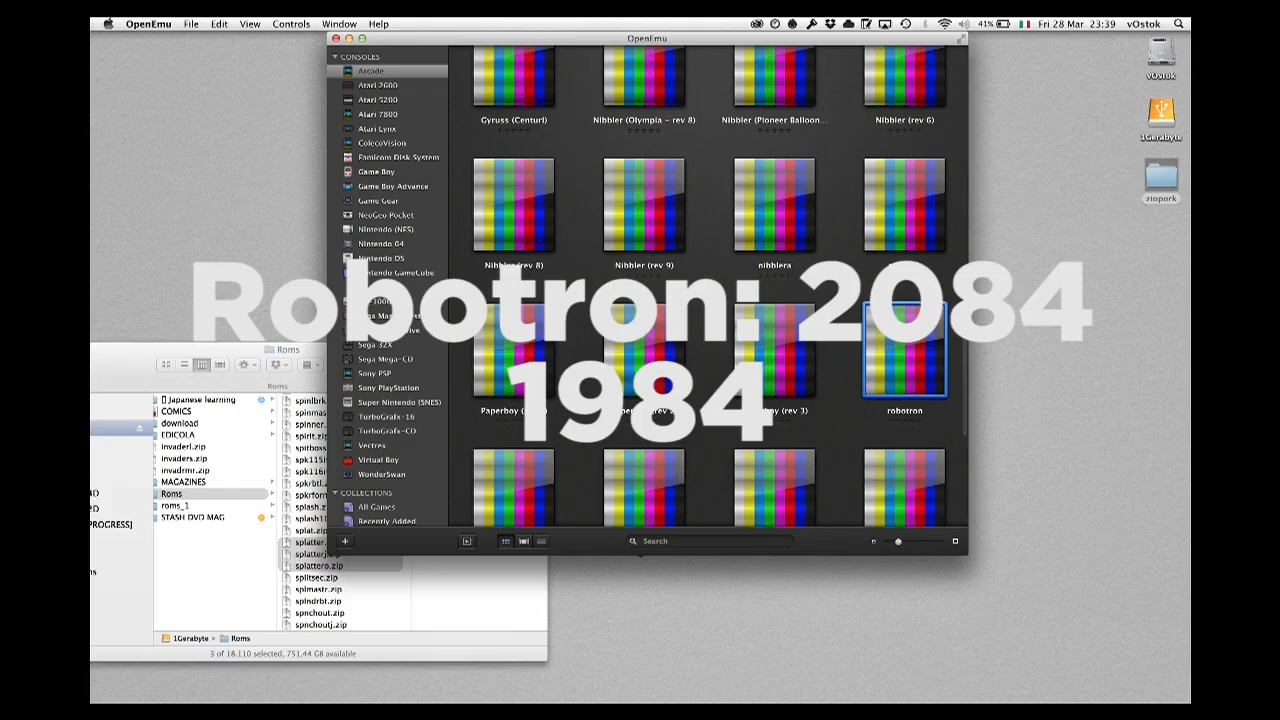 OpenEmu File Edit View Controls Window Help
41% Fri 28 Mar 23:39 vOstok
OpenEmu
CONSOLES
Arcade
Atari 2600
Atari 5200
Atari 7800
Atari Lynx
ColecoVision
Famicom Disk System
Game Boy
Game Boy Advance
Game Gear
NeoGeo Pocket
Nintendo (NES)
Nintendo 64
Nintendo DS
Nintendo GameCube
Sega 32X
Sega Mega-CD
Sony PSP
Sony PlayStation
Super Nintendo (SNES)
TurboGrafx-16
TurboGrafx-CD
Vectrex
Virtual Boy
WonderSwan
COLLECTIONS
All Games
Recently Added
Gyruss (Centuri)
Nibbler (Olympia - rev 8)
Nibbler (Pioneer Balloon...
Nibbler (rev 6)
Nibbler (rev 8)
Nibbler (rev 9)
nibblera
robotron
Search
Robotron: 2084
1984
vOstok
1Gerabyte
ziopork
Roms
Roms
Japanese learning
COMICS
download
EDICOLA
invaderl.zip
invaders.zip
invadrmr.zip
MAGAZINES
Roms
roms_1
STASH DVD MAG
PROGRESS]
splatter.
splattero.zip
splitsec.zip
splmastr.zip
splndrbt.zip
spnchout.zip
spnchoutj.zip
1Gerabyte Roms
3 of 18.110 selected, 751,44 GB available